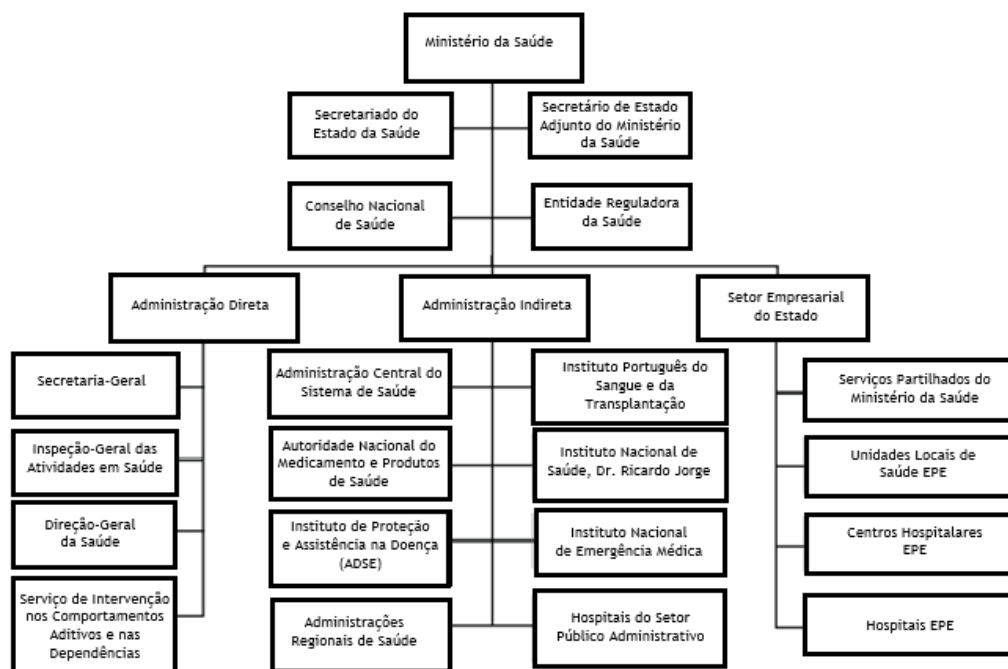 Ministério da Saúde
Secretariado do
Estado da Saúde
Secretário de Estado
Adjunto do Ministério
da Saúde
Conselho Nacional
de Saúde
Entidade Reguladora
da Saúde
Administração Direta
Administração Indireta
Setor Empresarial
do Estado
Secretaria-Geral
Inspeção-Geral das
Atividades em Saúde
Direção-Geral
da Saúde
Serviço de Intervenção
nos Comportamentos
Aditivos e nas
Dependências
Administração Central do
Sistema de Saúde
Autoridade Nacional do
Medicamento e Produtos
de Saúde
Instituto de Proteção
e Assistência na Doença
(ADSE)
Administrações
Regionais de Saúde
Instituto Português do
Sangue e da
Transplantação
Instituto Nacional de
Saúde, Dr. Ricardo Jorge
Instituto Nacional
de Emergência Médica
Hospitais do Setor
Público Administrativo
Serviços Partilhados do
Ministério da Saúde
Unidades Locais de
Saúde EPE
Centros Hospitalares
EPE
Hospitais EPE